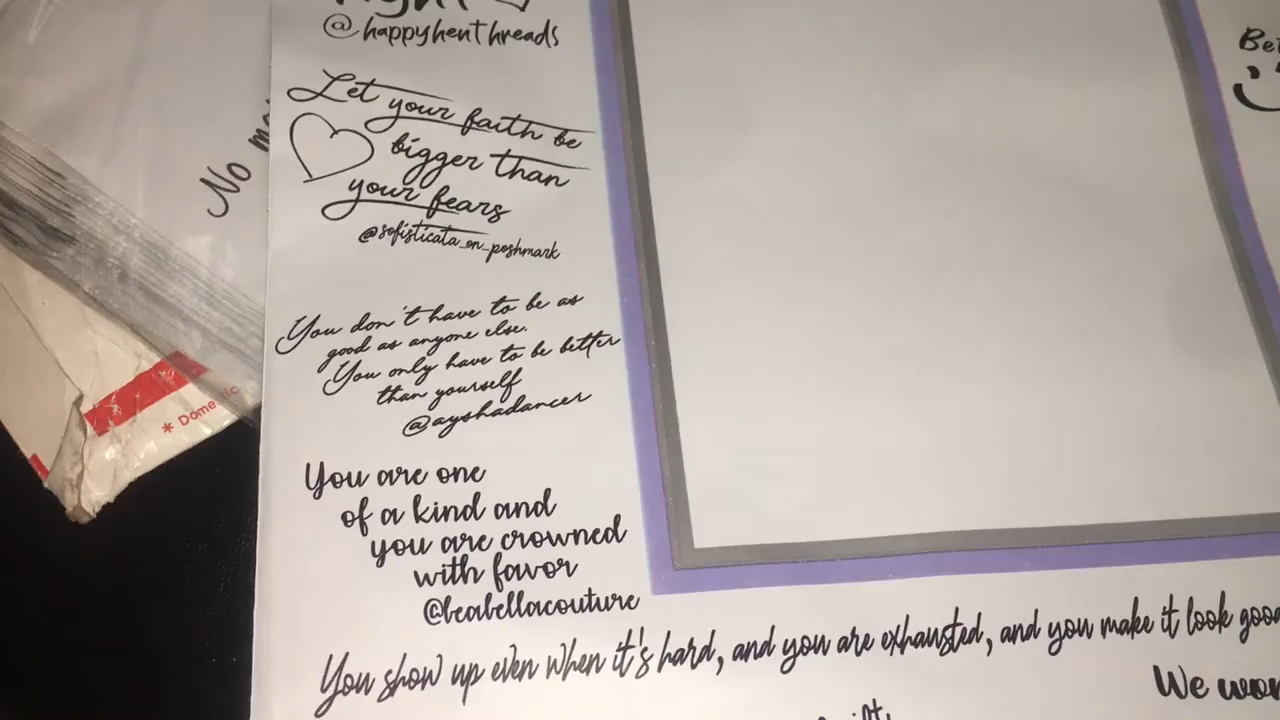 @happyhenthreads
Let your faith be
bigger than
your fears
@sofisticata_on_poshmark
No
You don't have to be as
good as anyone else.
You only have to be better
than yourself
@ayshadancer
* Domestic
You are one
of a kind and
you are crowned
with favor
@beabellacouture
You show up even when it's hard, and you are exhausted, and you make it look good
We